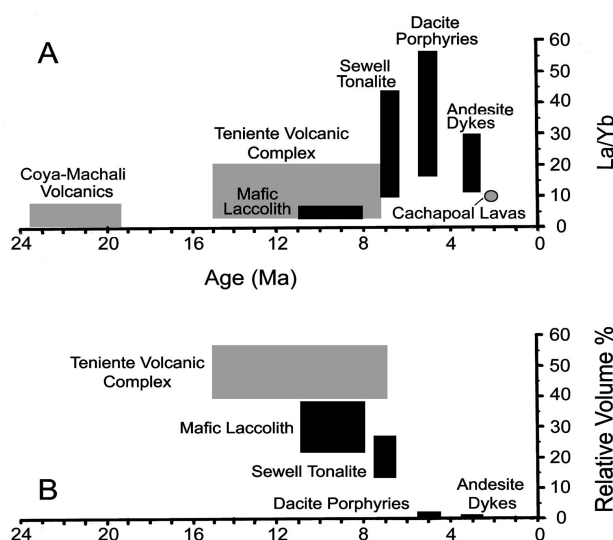 A
Dacite
Porphyries
Sewell
Tonalite
Andesite
Dykes
Teniente Volcanic
Complex
Coya-Machali
Volcanics
Mafic
Laccolith
Cachapoal Lavas
60
50
40
30
20
10
0
La/Yb
24 20 16 12 8 4 0
Age (Ma)
Teniente Volcanic
Complex
Mafic Laccolith
Sewell Tonalite
B
Dacite Porphyries
Andesite
Dykes
60
50
40
30
20
10
0
Relative Volume %
24 20 16 12 8 4 0